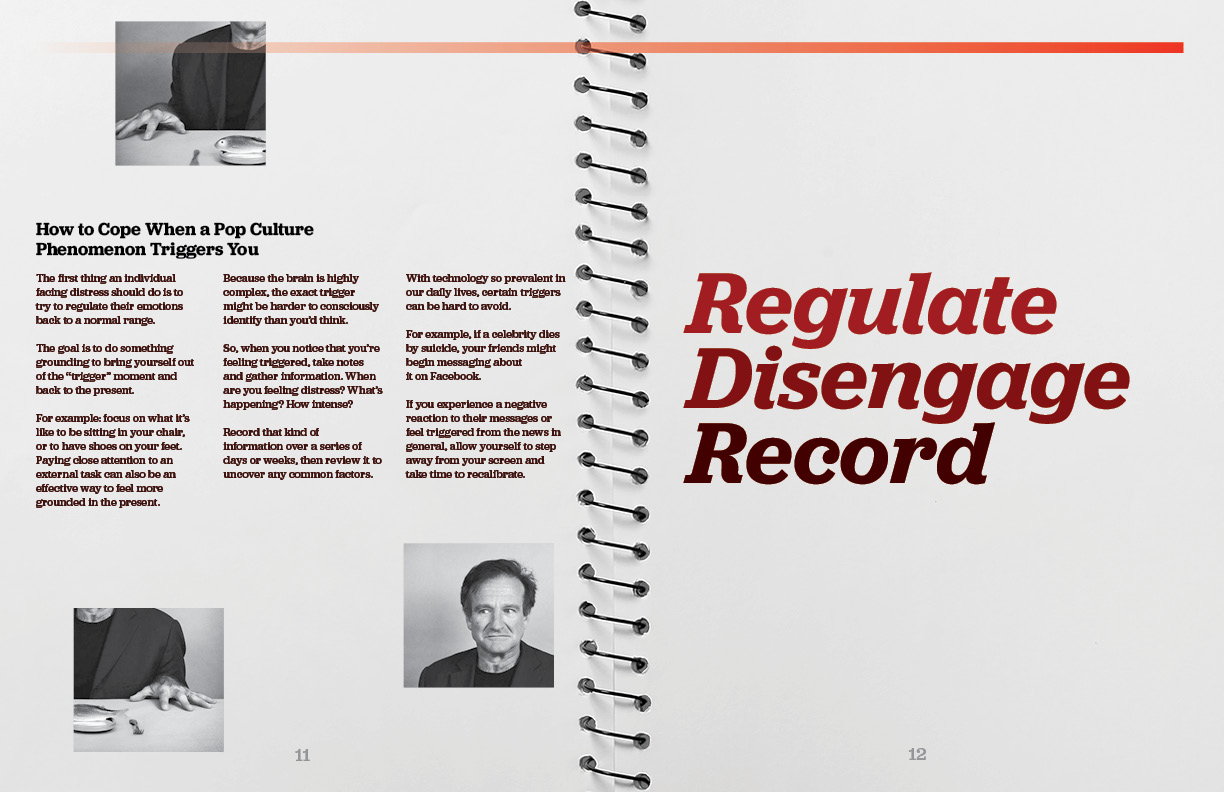 How to Cope When a Pop Culture
Phenomenon Triggers You
The first thing an individual
facing distress should do is to
try to regulate their emotions
back to a normal range.
The goal is to do something
grounding to bring yourself out
of the “trigger” moment and
back to the present.
For example: focus on what it’s
like to be sitting in your chair,
or to have shoes on your feet.
Paying close attention to an
external task can also be an
effective way to feel more
grounded in the present.
Because the brain is highly
complex, the exact trigger
might be harder to consciously
identify than you’d think.
So, when you notice that you’re
feeling triggered, take notes
and gather information. When
are you feeling distress? What’s
happening? How intense?
Record that kind of
information over a series of
days or weeks, then review it to
uncover any common factors.
With technology so prevalent in
our daily lives, certain triggers
can be hard to avoid.
For example, if a celebrity dies
by suicide, your friends might
begin messaging about
it on Facebook.
If you experience a negative
reaction to their messages or
feel triggered from the news in
general, allow yourself to step
away from your screen and
take time to recalibrate.
11
Regulate
Disengage
Record
12